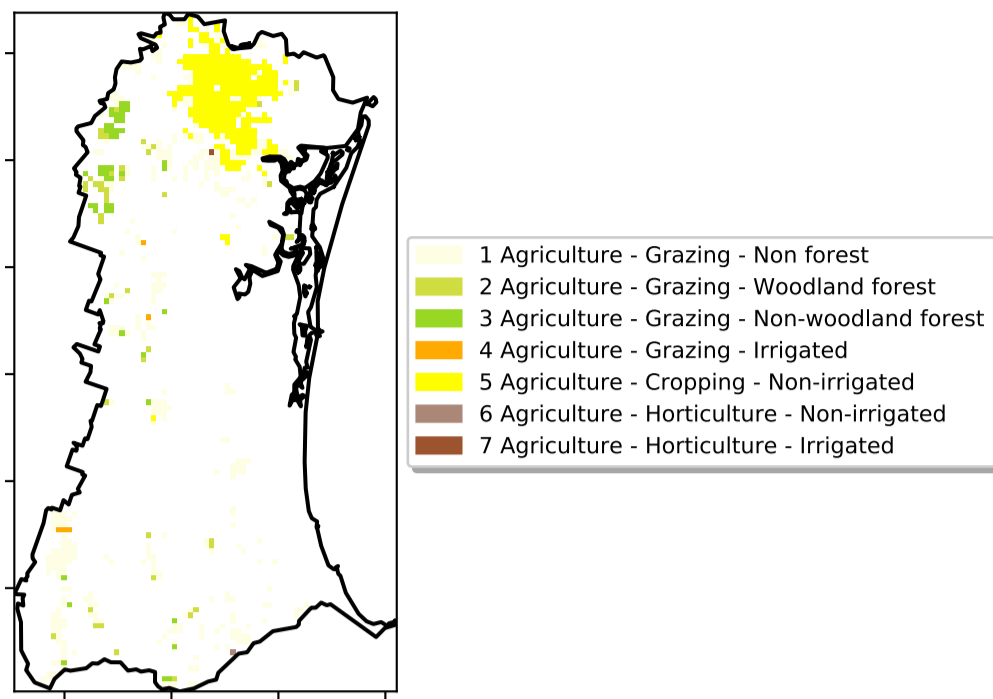 1 Agriculture - Grazing - Non forest
2 Agriculture - Grazing - Woodland forest
3 Agriculture - Grazing - Non-woodland forest
4 Agriculture - Grazing - Irrigated
5 Agriculture - Cropping - Non-irrigated
6 Agriculture - Horticulture - Non-irrigated
7 Agriculture - Horticulture - Irrigated